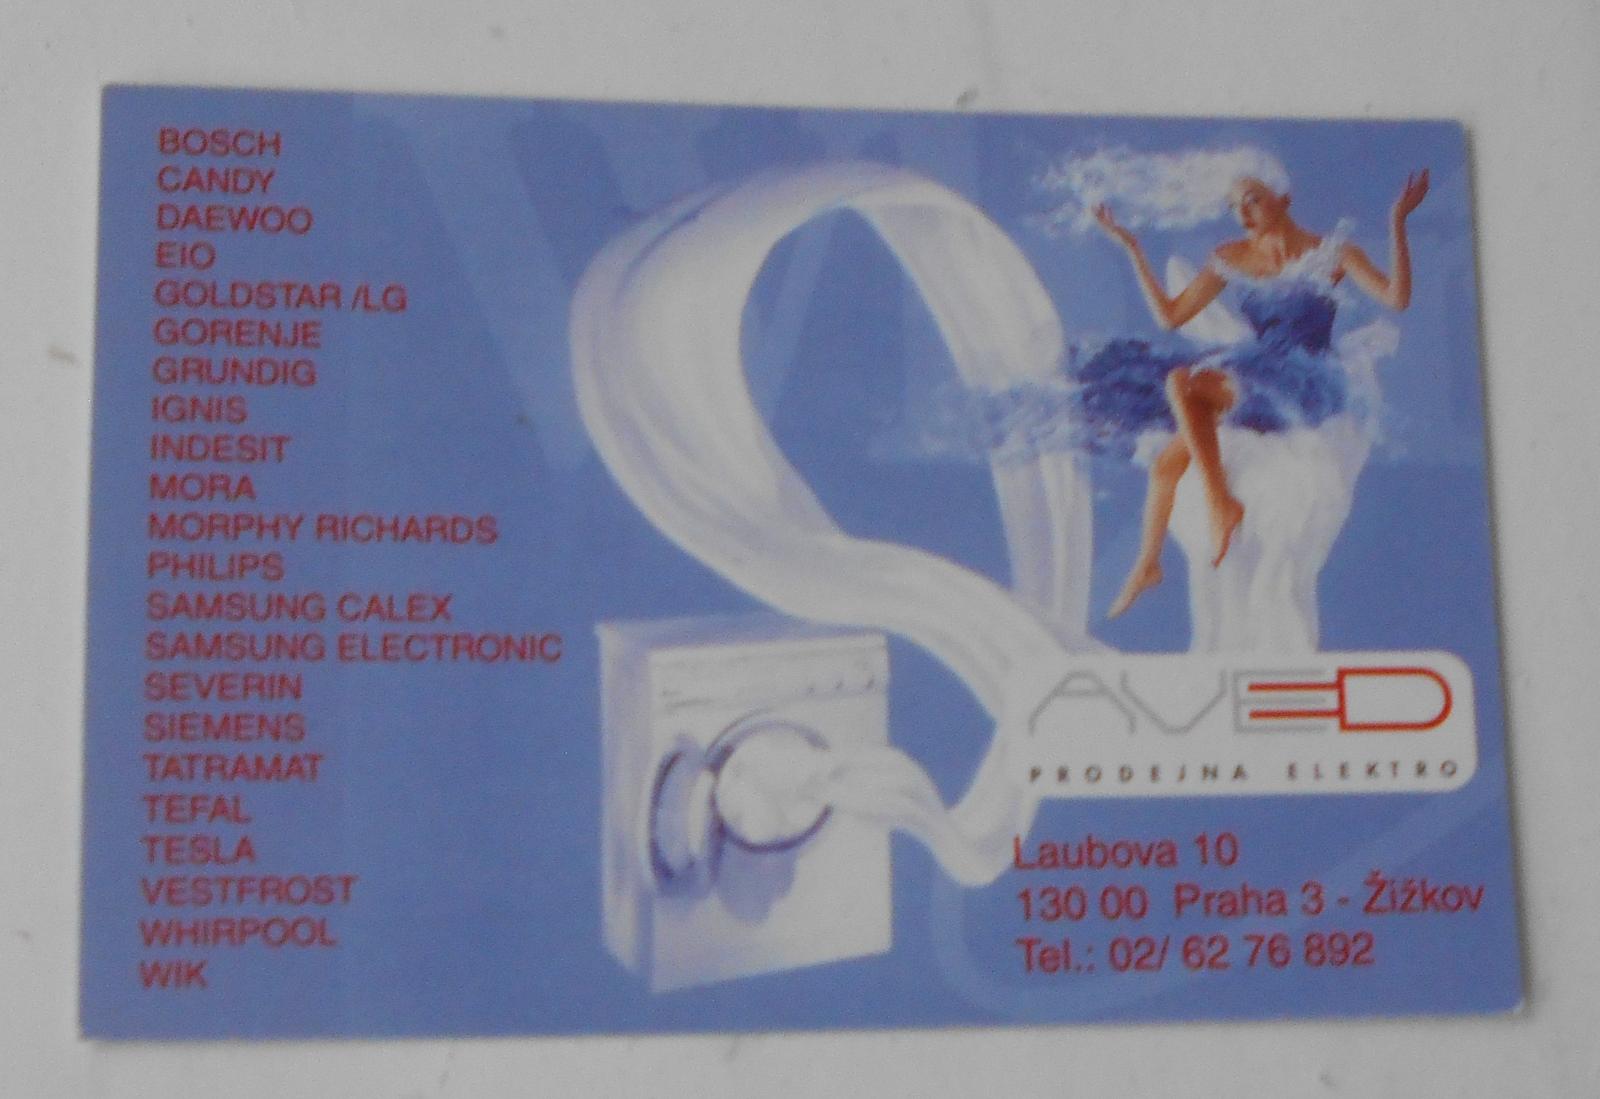 BOSCH
CANDY
DAEWOO
EIO
GOLDSTAR /LG
GORENJE
GRUNDIG
IGNIS
INDESIT
MORA
MORPHY RICHARDS
PHILIPS
SAMSUNG CALEX
SAMSUNG ELECTRONIC
SEVERIN
SIEMENS
TATRAMAT
TEFAL
TESLA
VESTFROST
WHIRPOOL
WIK
AVED
PRODEJNA ELEKTRO
Laubova 10
130 00 Praha 3 - Žižkov
Tel.: 02/ 62 76 892